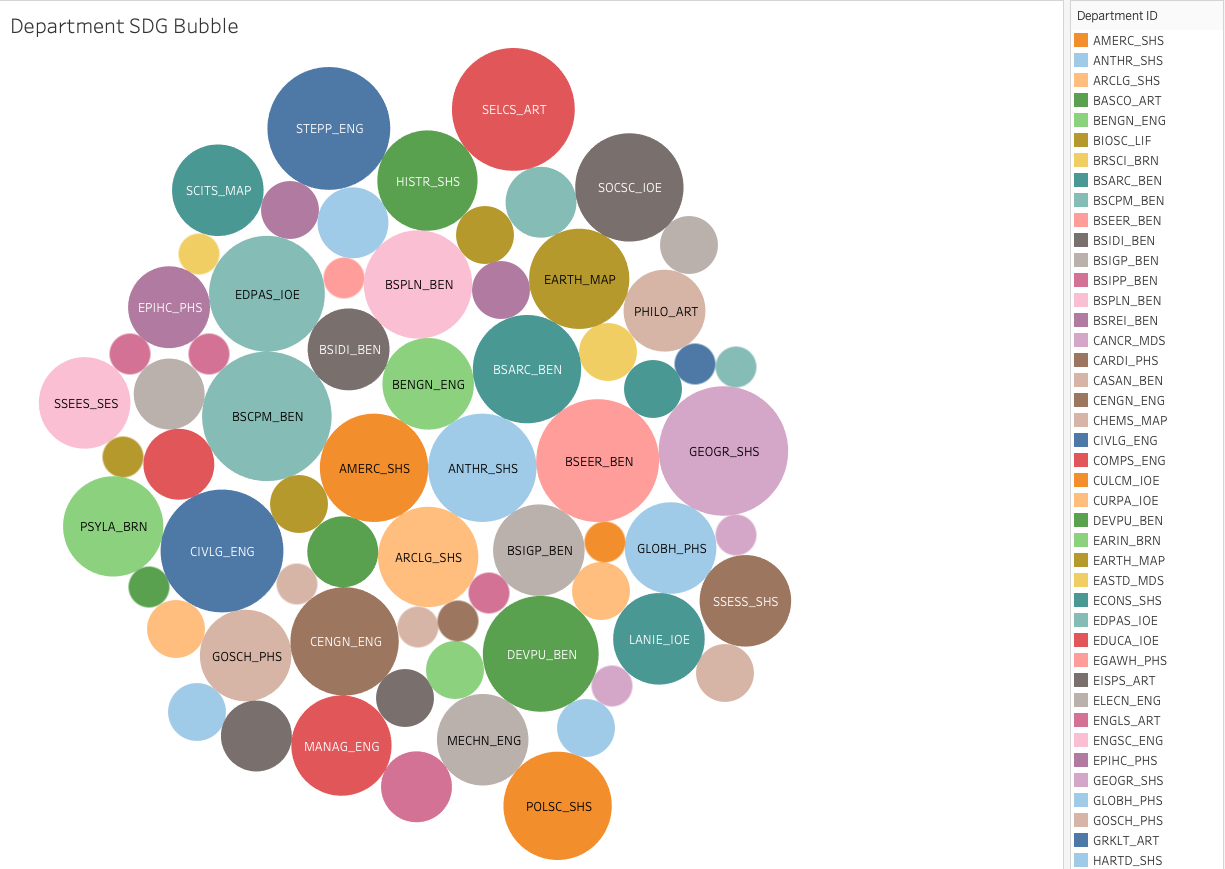 Department SDG Bubble
STEPP_ENG
SELCS_ART
SCITS_MAP
HISTR_SHS
SOCSC_IOE
EDPAS_IOE
BSPLN_BEN
EARTH_MAP
EPIHC_PHS
PHILO_ART
BSIDI_BEN
BENGN_ENG
BSARC_BEN
SSEES_SES
BSCPM_BEN
AMERC_SHS
ANTHR_SHS
BSEER_BEN
GEOGR_SHS
PSYLA_BRN
CIVLG_ENG
ARCLG_SHS
BSIGP_BEN
GLOBH_PHS
SSESS_SHS
GOSCH_PHS
CENGN_ENG
DEVPU_BEN
LANIE_IOE
MANAG_ENG
MECHN_ENG
POLSC_SHS
Department ID
AMERC_SHS
ANTHR_SHS
ARCLG_SHS
BASCO_ART
BENGN_ENG
BIOSC_LIF
BRSCI_BRN
BSARC_BEN
BSCPM_BEN
BSEER_BEN
BSIDI_BEN
BSIGP_BEN
BSIPP_BEN
BSPLN_BEN
BSREI_BEN
CANCR_MDS
CARDI_PHS
CASAN_BEN
CENGN_ENG
CHEMS_MAP
CIVLG_ENG
COMPS_ENG
CULCM_IOE
CURPA_IOE
DEVPU_BEN
EARIN_BRN
EARTH_MAP
EASTD_MDS
ECONS_SHS
EDPAS_IOE
EDUCA_IOE
EGAWH_PHS
EISPS_ART
ELECN_ENG
ENGLS_ART
ENGSC_ENG
EPIHC_PHS
GEOGR_SHS
GLOBH_PHS
GOSCH_PHS
GRKLT_ART
HARTD_SHS